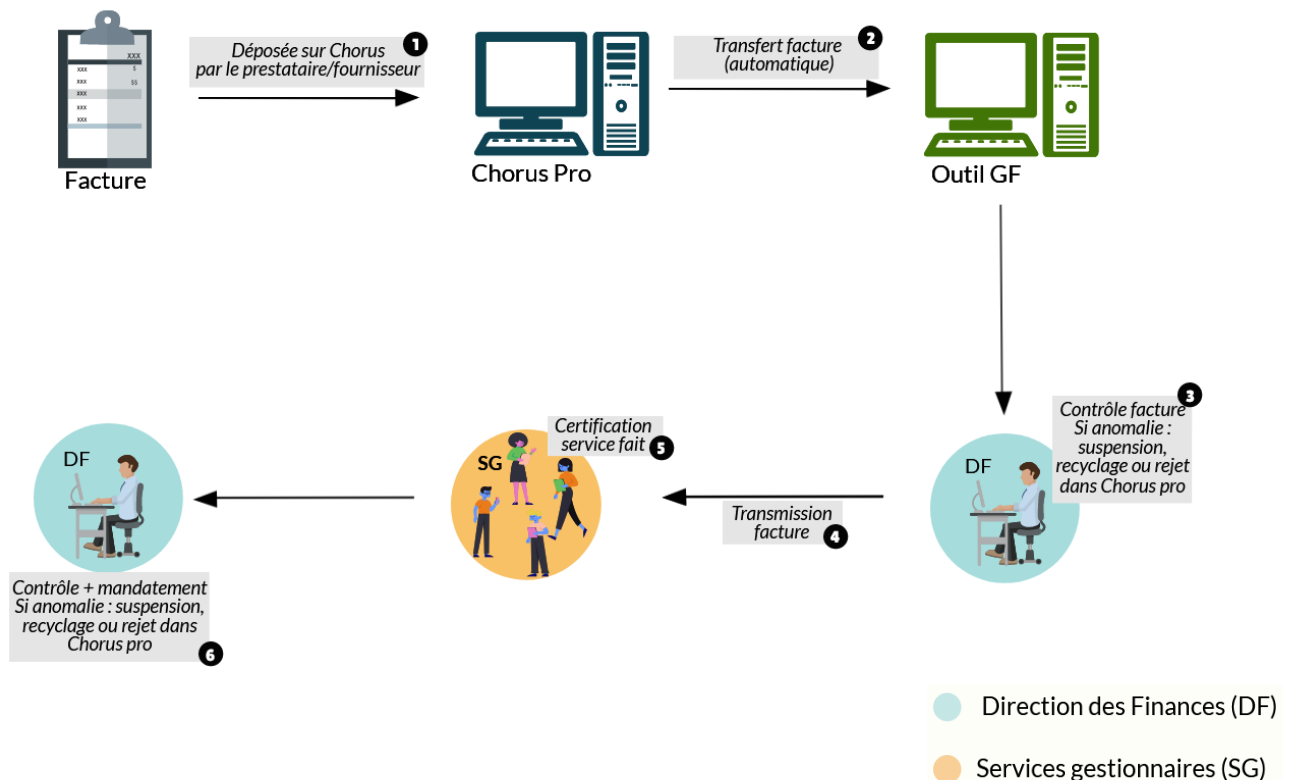 XXX
xxx $
xxx $$
xxx
xxx
xxx
Facture
Déposée sur Chorus
par le prestataire/fournisseur
1
Chorus Pro
Transfert facture
(automatique)
2
Outil GF
3
Contrôle facture
Si anomalie :
suspension,
recyclage ou rejet
dans Chorus pro
DF
Transmission
facture
4
Certification
service fait
5
SG
DF
Contrôle + mandatement
Si anomalie : suspension,
recyclage ou rejet dans
Chorus pro
6
Direction des Finances (DF)
Services gestionnaires (SG)